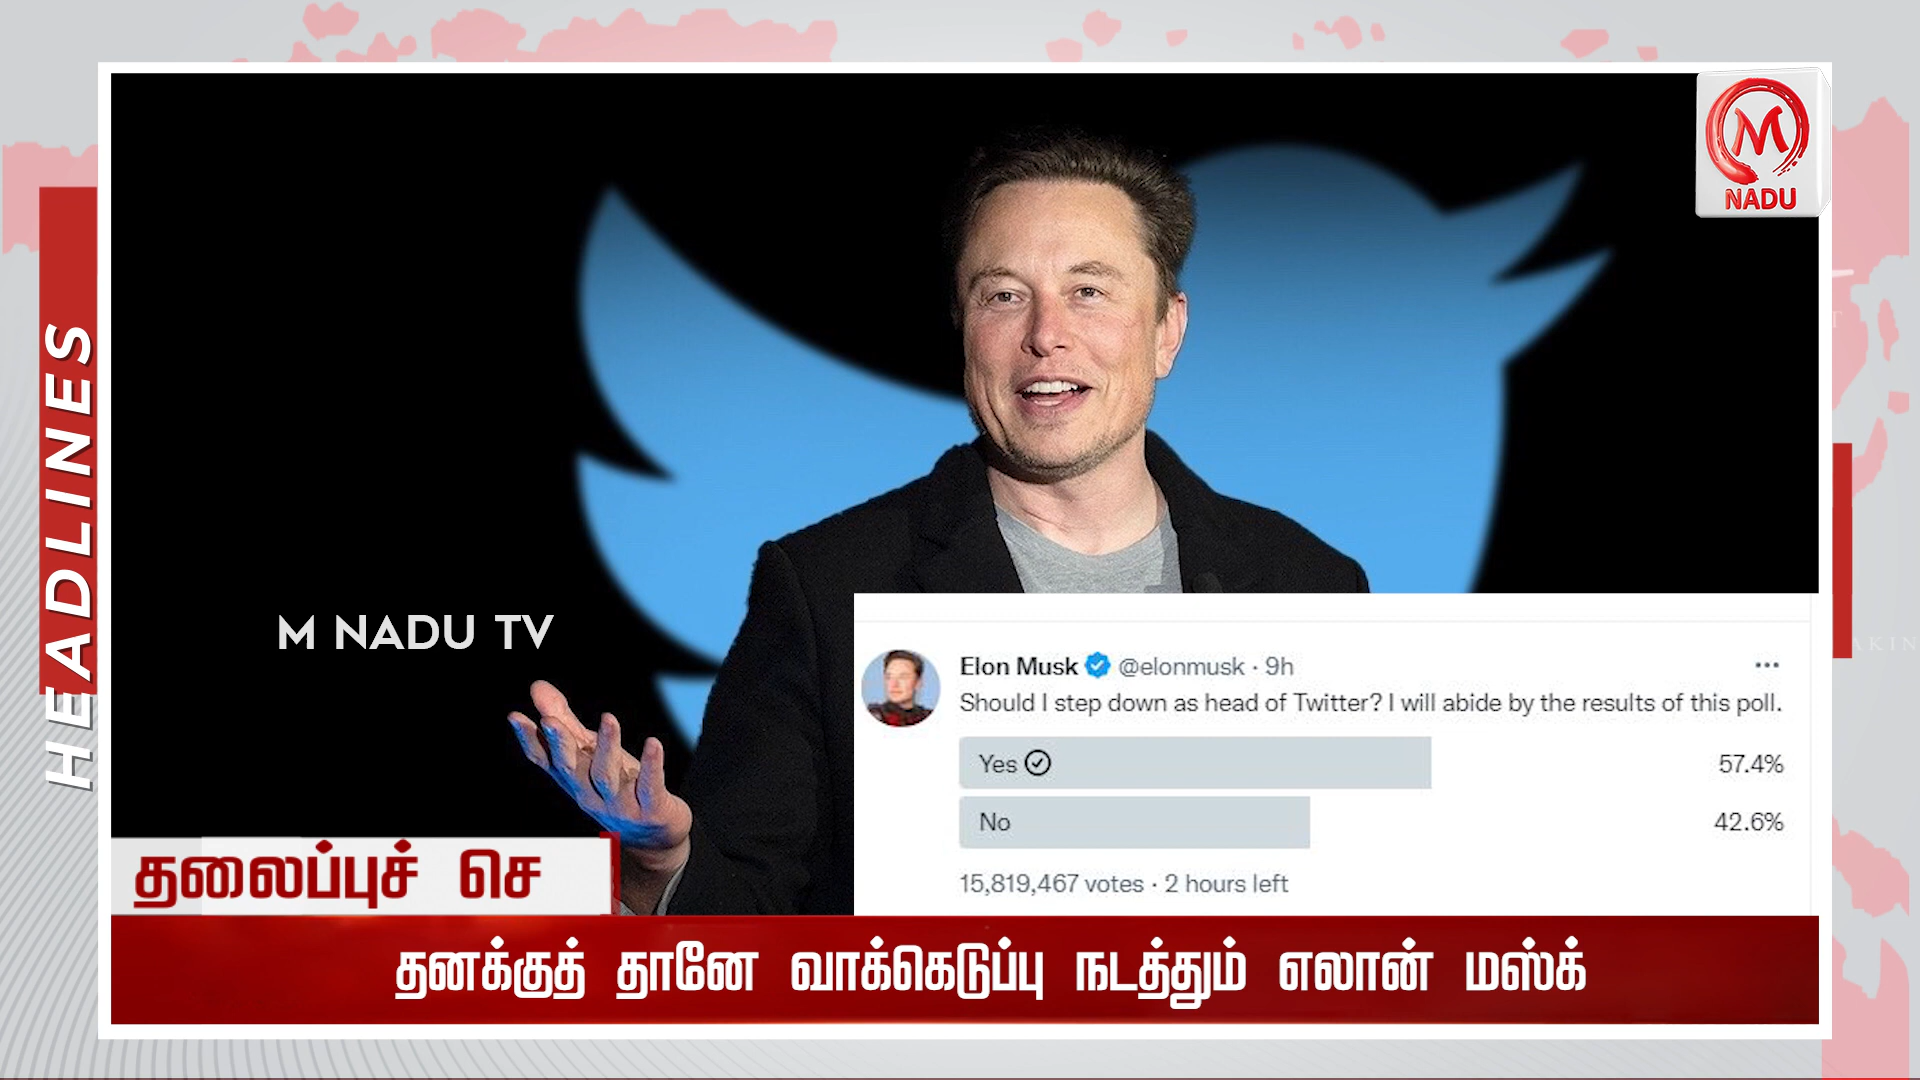 HEADLINES
M
NADU
M NADU TV
Elon Musk @elonmusk · 9h
Should I step down as head of Twitter? I will abide by the results of this poll.
Yes 57.4%
No 42.6%
15,819,467 votes · 2 hours left
தலைப்புச் செ
தனக்குத் தானே வாக்கெடுப்பு நடத்தும் எலான் மஸ்க்